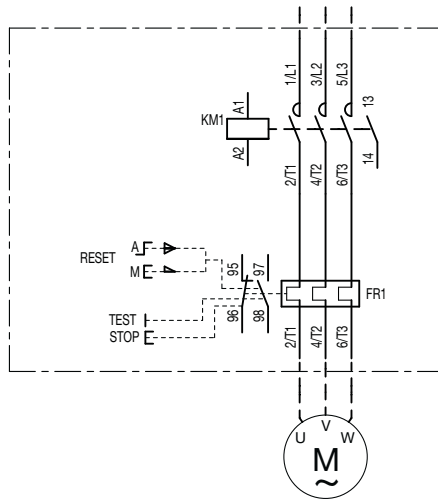 1/L1 3/L2 5/L3
KM1 A1 13
A2 14
2/T1 4/T2 6/T3
RESET A
M
95 97
FR1
TEST 96 98
STOP
2/T1 4/T2 6/T3
U V W
M
~